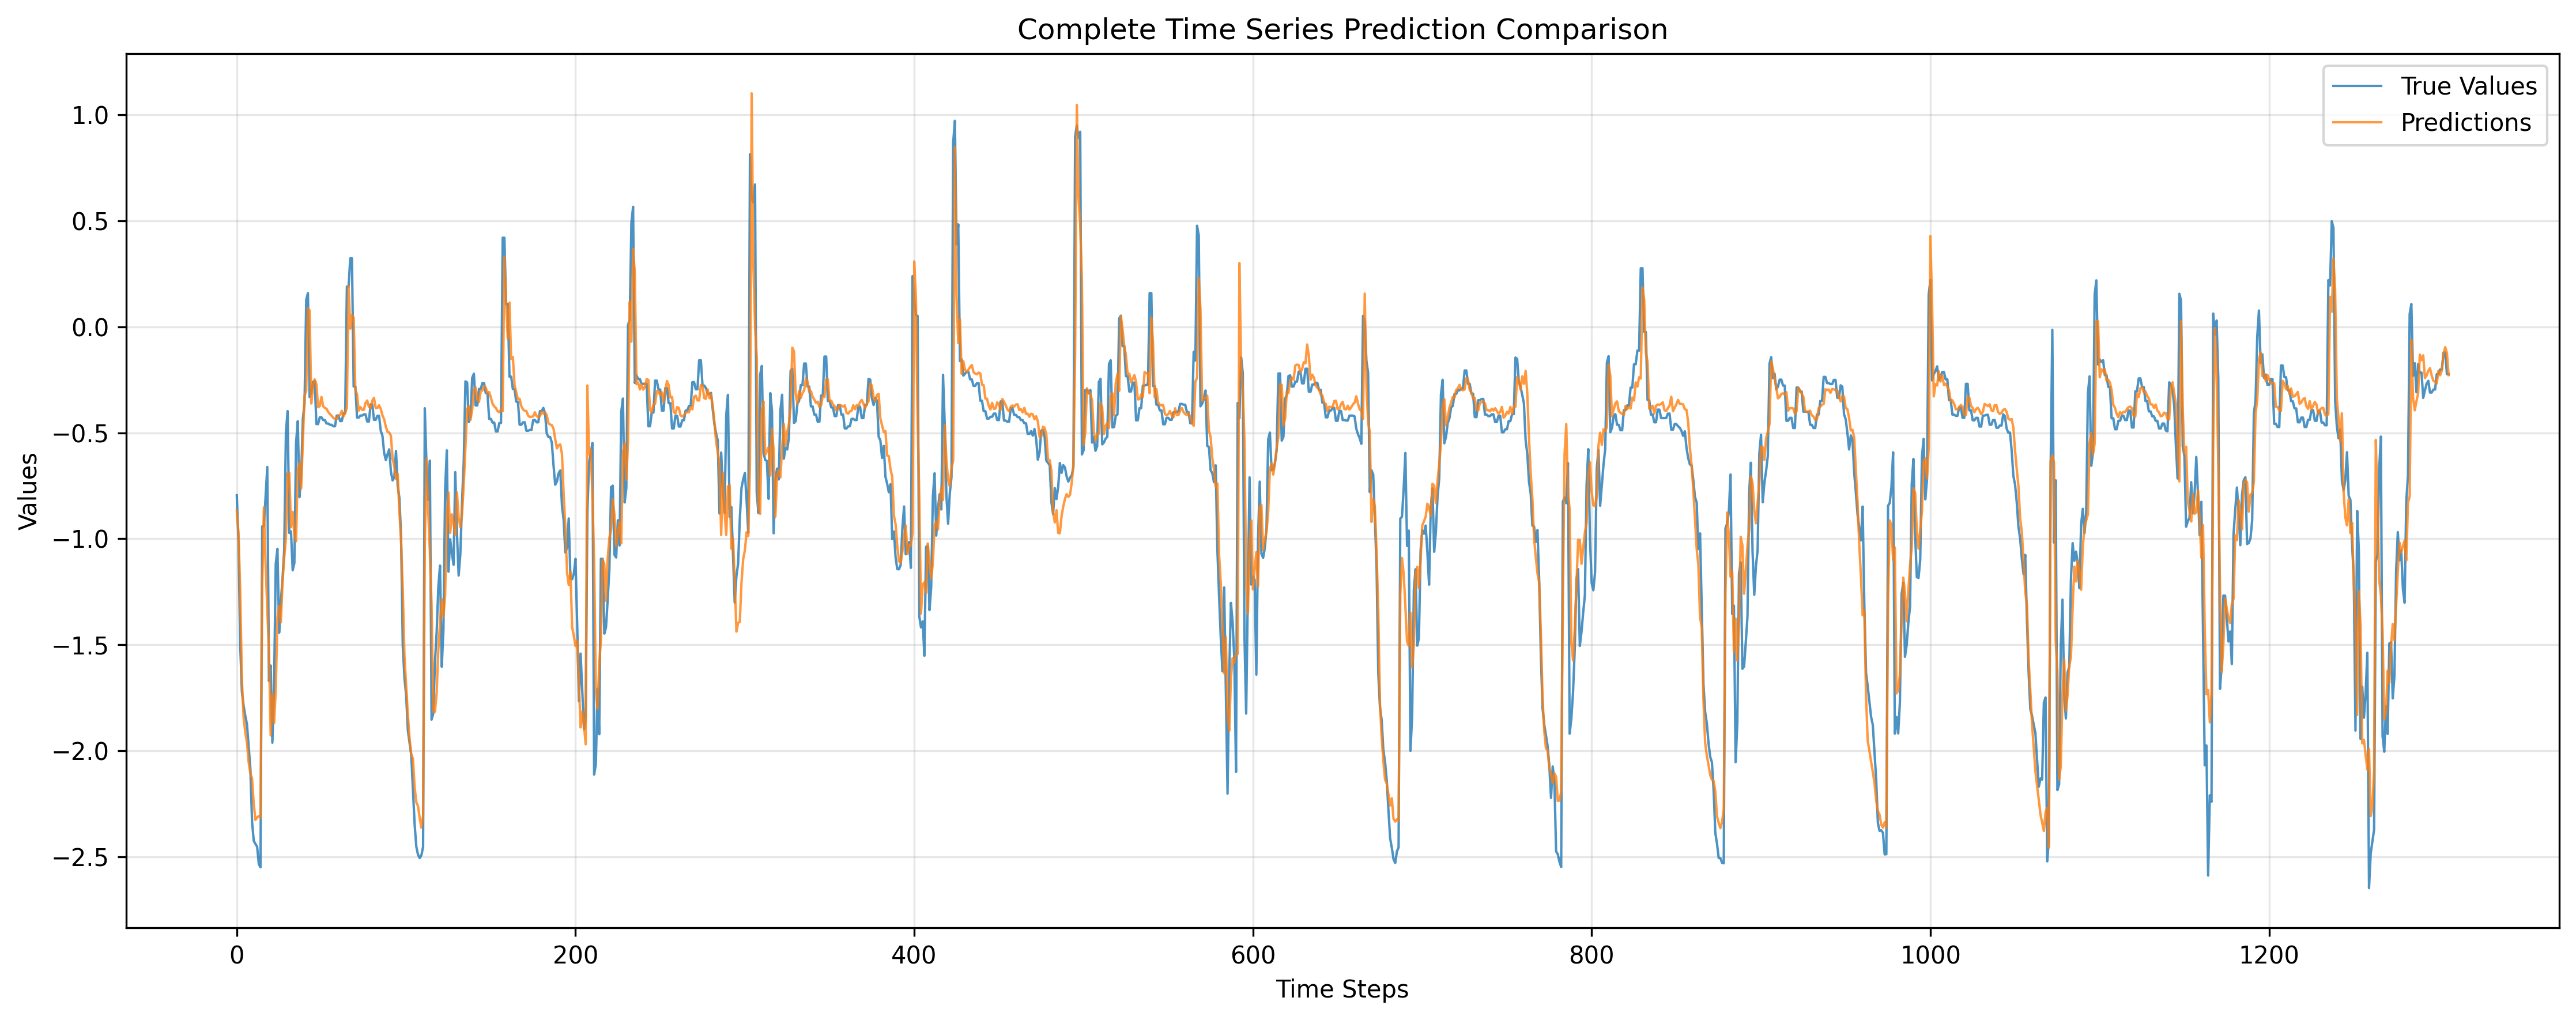 Complete Time Series Prediction Comparison
True Values
Predictions
Values
1.0
0.5
0.0
−0.5
−1.0
−1.5
−2.0
−2.5
0 200 400 600 800 1000 1200
Time Steps